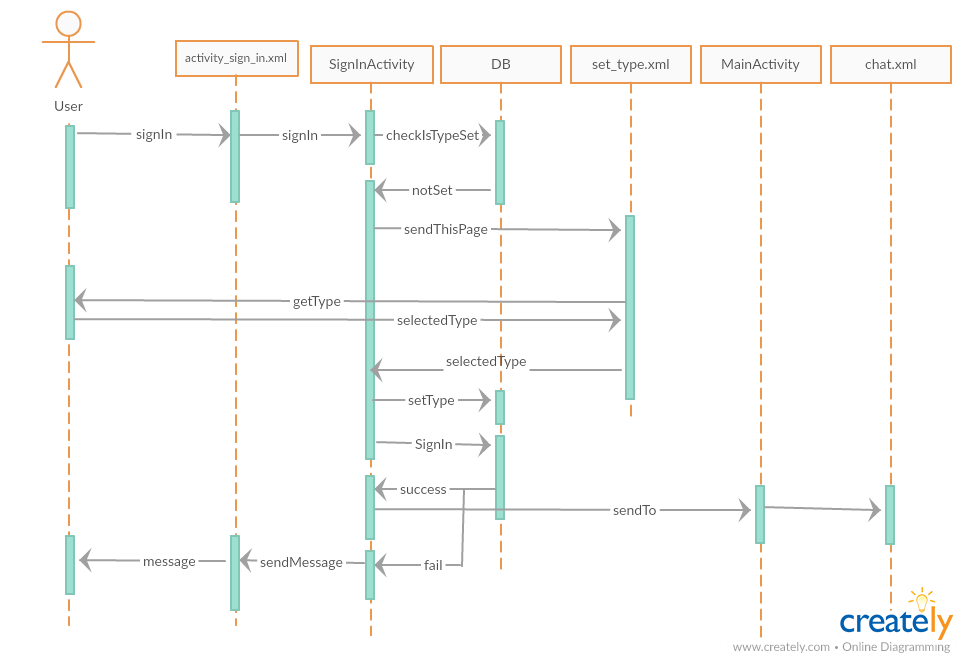 User
activity_sign_in.xml
SignInActivity
DB
set_type.xml
MainActivity
chat.xml
signIn
signIn
checkIsTypeSet
notSet
sendThisPage
getType
selectedType
selectedType
setType
SignIn
success
sendTo
message
sendMessage
fail
creately
www.creately.com • Online Diagramming